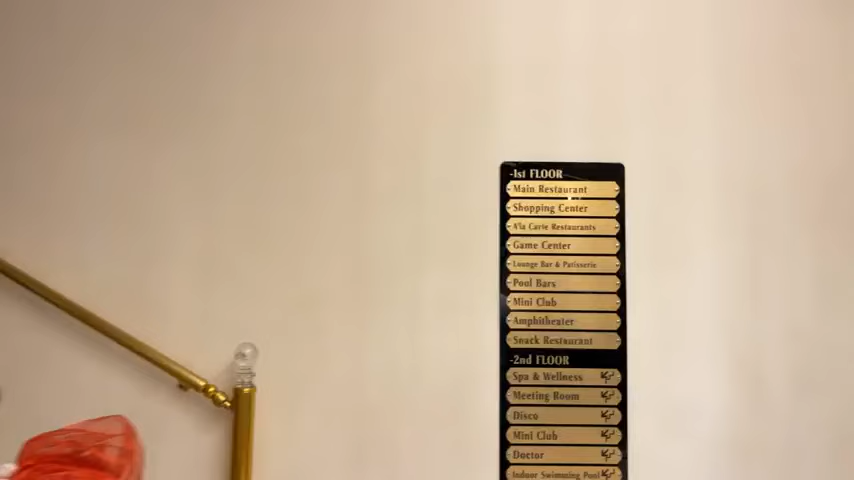 -1st FLOOR
Main Restaurant
Shopping Center
A'la Carte Restaurants
Game Center
Lounge Bar & Patisserie
Pool Bars
Mini Club
Amphitheater
Snack Restaurant
-2nd FLOOR
Spa & Wellness
Meeting Room
Disco
Mini Club
Doctor
Indoor Swimming Pool